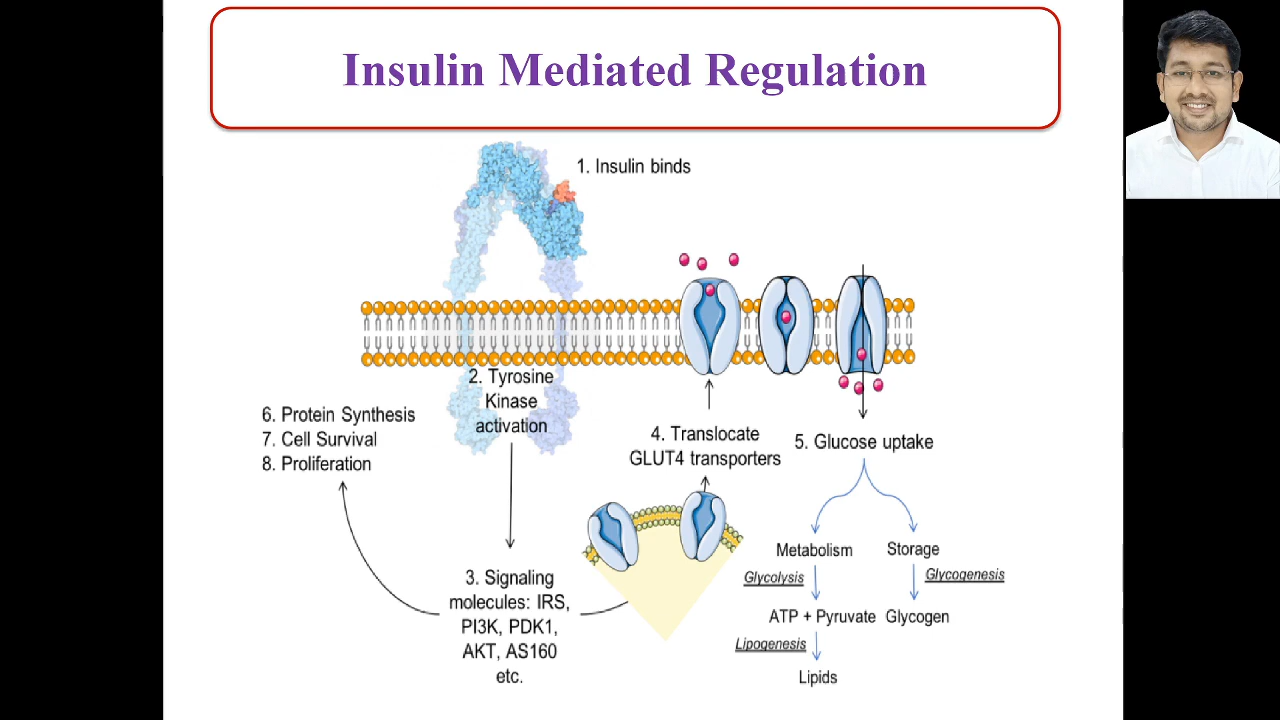 Insulin Mediated Regulation
1. Insulin binds
2. Tyrosine
Kinase
activation
6. Protein Synthesis
7. Cell Survival
8. Proliferation
4. Translocate
GLUT4 transporters
5. Glucose uptake
3. Signaling
molecules: IRS,
PI3K, PDK1,
AKT, AS160
etc.
Metabolism
Storage
Glycolysis
Glycogenesis
ATP + Pyruvate
Glycogen
Lipogenesis
Lipids